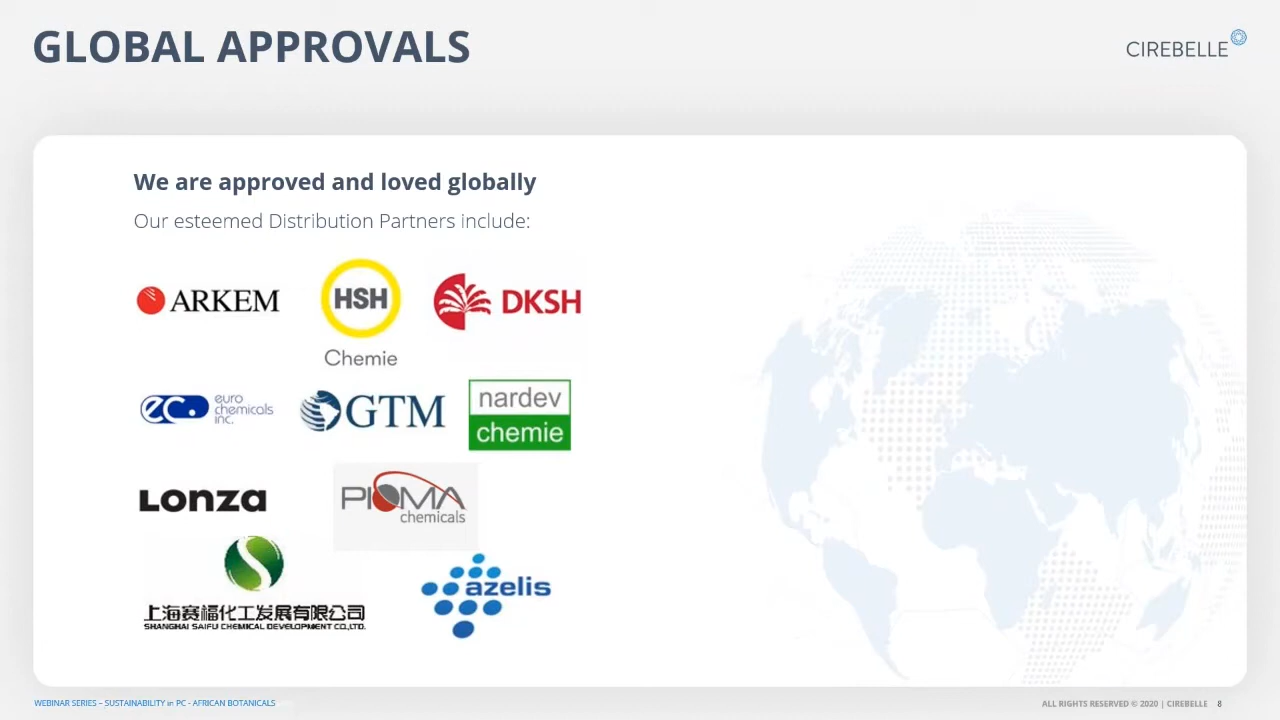 GLOBAL APPROVALS
CIREBELLE
We are approved and loved globally
Our esteemed Distribution Partners include:
ARKEM
HSH
Chemie
DKSH
ec.
euro
chemicals
inc.
GTM
nardev
chemie
Lonza
PIOMA
chemicals
上海赛福化工发展有限公司
SHANGHAI SAIFU CHEMICAL DEVELOPMENT CO.,LTD.
azelis
WEBINAR SERIES – SUSTAINABILITY in PC - AFRICAN BOTANICALS
ALL RIGHTS RESERVED © 2020 | CIREBELLE 8